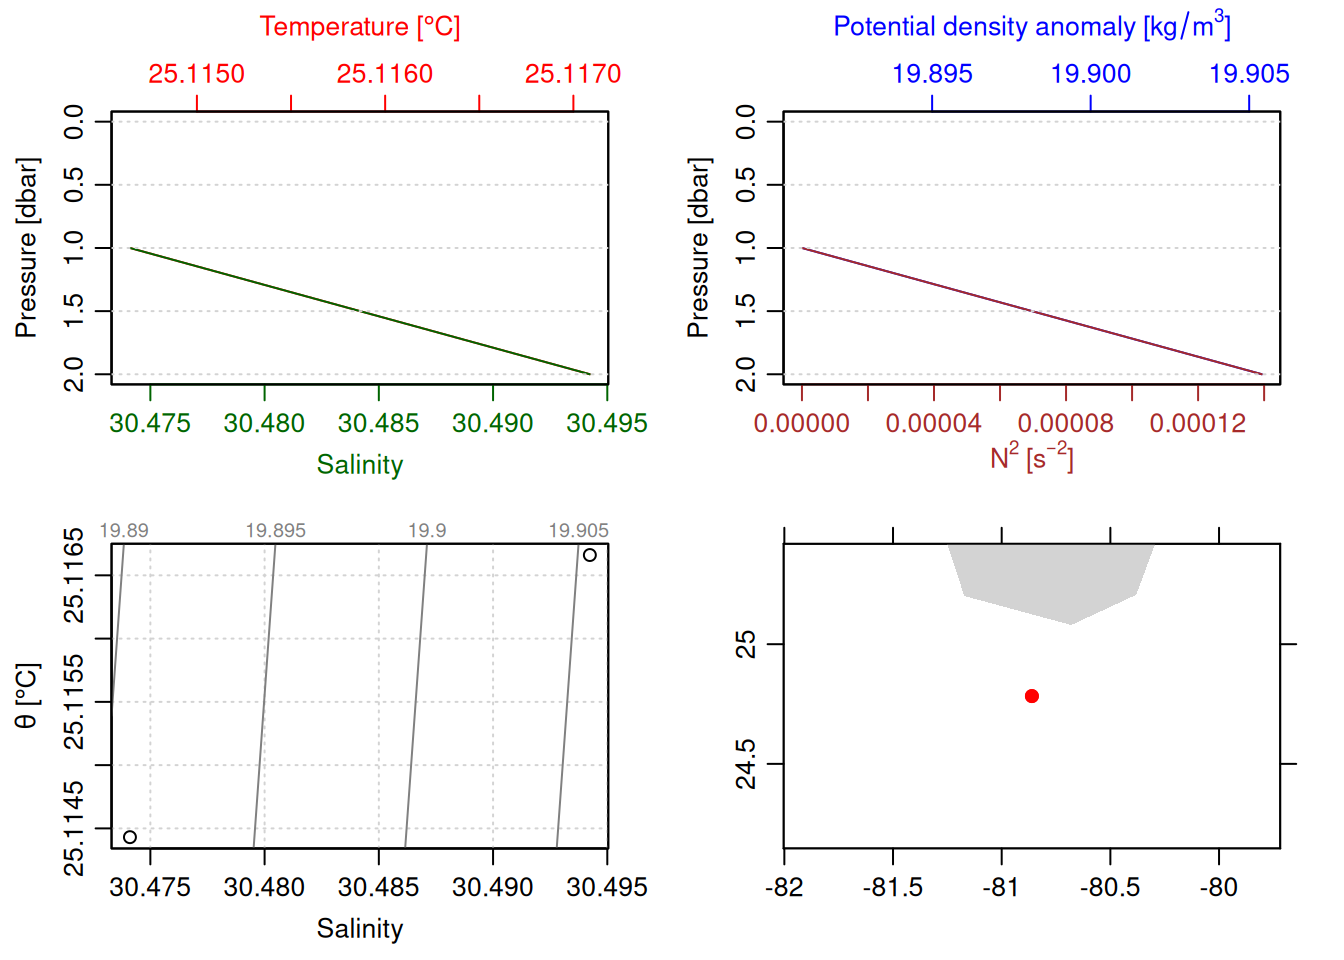 Temperature [°C]
25.1150 25.1160 25.1170
Pressure [dbar]
0.0 0.5 1.0 1.5 2.0
30.475 30.480 30.485 30.490 30.495
Salinity
Potential density anomaly [kg/m³]
19.895 19.900 19.905
Pressure [dbar]
0.0 0.5 1.0 1.5 2.0
0.00000 0.00004 0.00008 0.00012
N² [s⁻²]
19.89 19.895 19.9 19.905
θ [°C]
25.1145 25.1155 25.1165
30.475 30.480 30.485 30.490 30.495
Salinity
25
24.5
-82 -81.5 -81 -80.5 -80